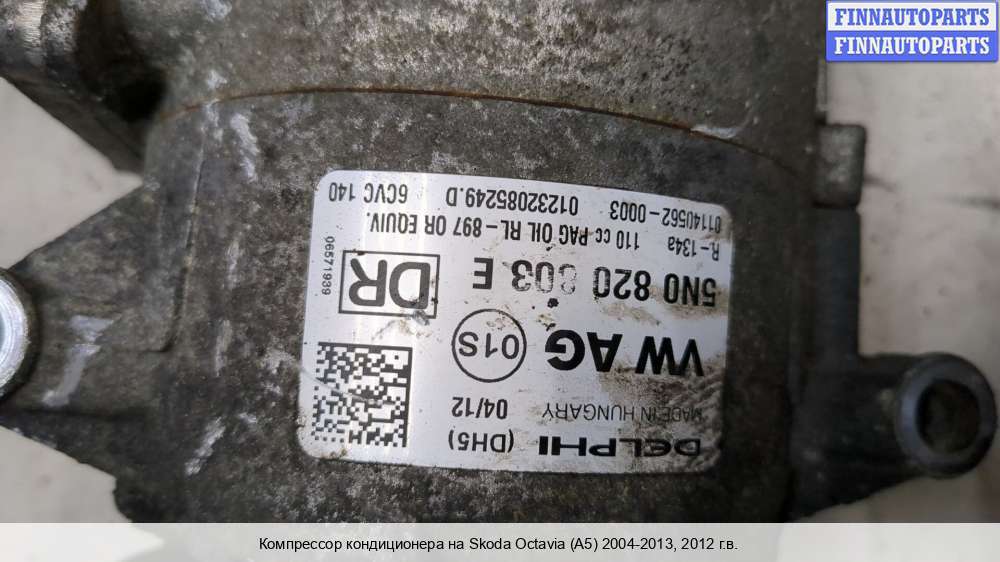 FINNAUTOPARTS
FINNAUTOPARTS
DELPHI (DH5)
MADE IN HUNGARY 04/12
VW AG 01S
5N0 820 803 E DR
R-134a 110 cc PAG OIL RL-897 OR EQUIV.
01140562-0003 01232085249.D 6CVC 140
06571939
Компрессор кондиционера на Skoda Octavia (A5) 2004-2013, 2012 г.в.